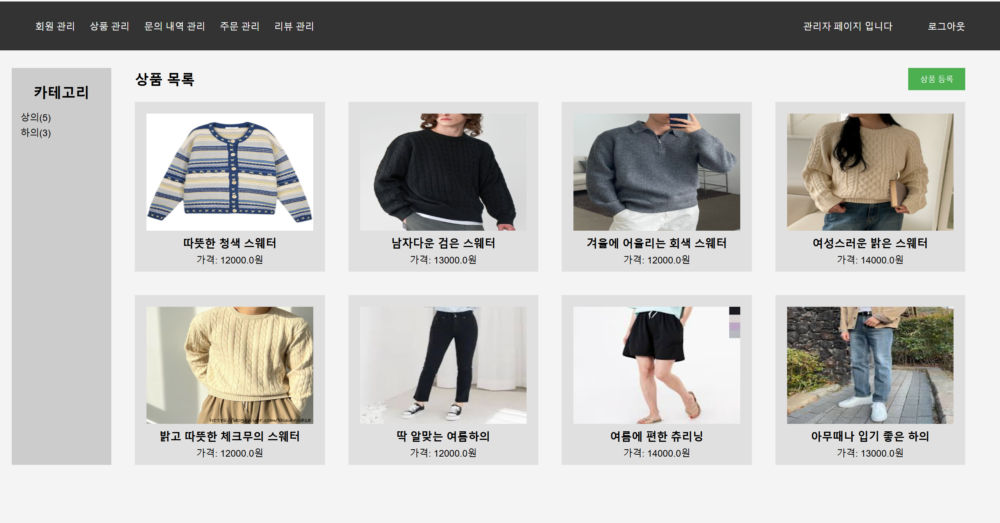 회원 관리 상품 관리 문의 내역 관리 주문 관리 리뷰 관리 관리자 페이지 입니다 로그아웃
카테고리
상의(5)
하의(3)
상품 목록
상품 등록
따뜻한 청색 스웨터
가격: 12000.0원
남자다운 검은 스웨터
가격: 13000.0원
겨울에 어울리는 회색 스웨터
가격: 12000.0원
여성스러운 밝은 스웨터
가격: 14000.0원
https://blog.naver.com/kkuuhh5828
밝고 따뜻한 체크무의 스웨터
가격: 12000.0원
딱 알맞는 여름하의
가격: 12000.0원
여름에 편한 츄리닝
가격: 14000.0원
아무때나 입기 좋은 하의
가격: 13000.0원